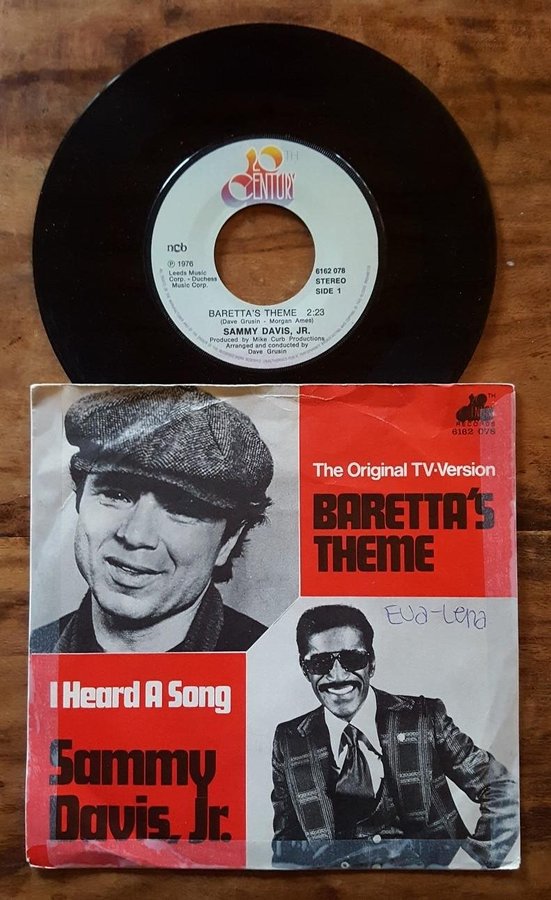 20TH
CENTURY
ncb
℗ 1976
Leeds Music
Corp. - Duchess
Music Corp.
6162 078
STEREO
SIDE 1
BARETTA'S THEME 2:23
(Dave Grusin - Morgan Ames)
SAMMY DAVIS, JR.
Produced by Mike Curb Productions
Arranged and conducted by
Dave Grusin
RECORDS
6162 078
The Original TV-Version
BARETTA'S
THEME
Eva-Lena
I Heard A Song
Sammy
Davis, Jr.